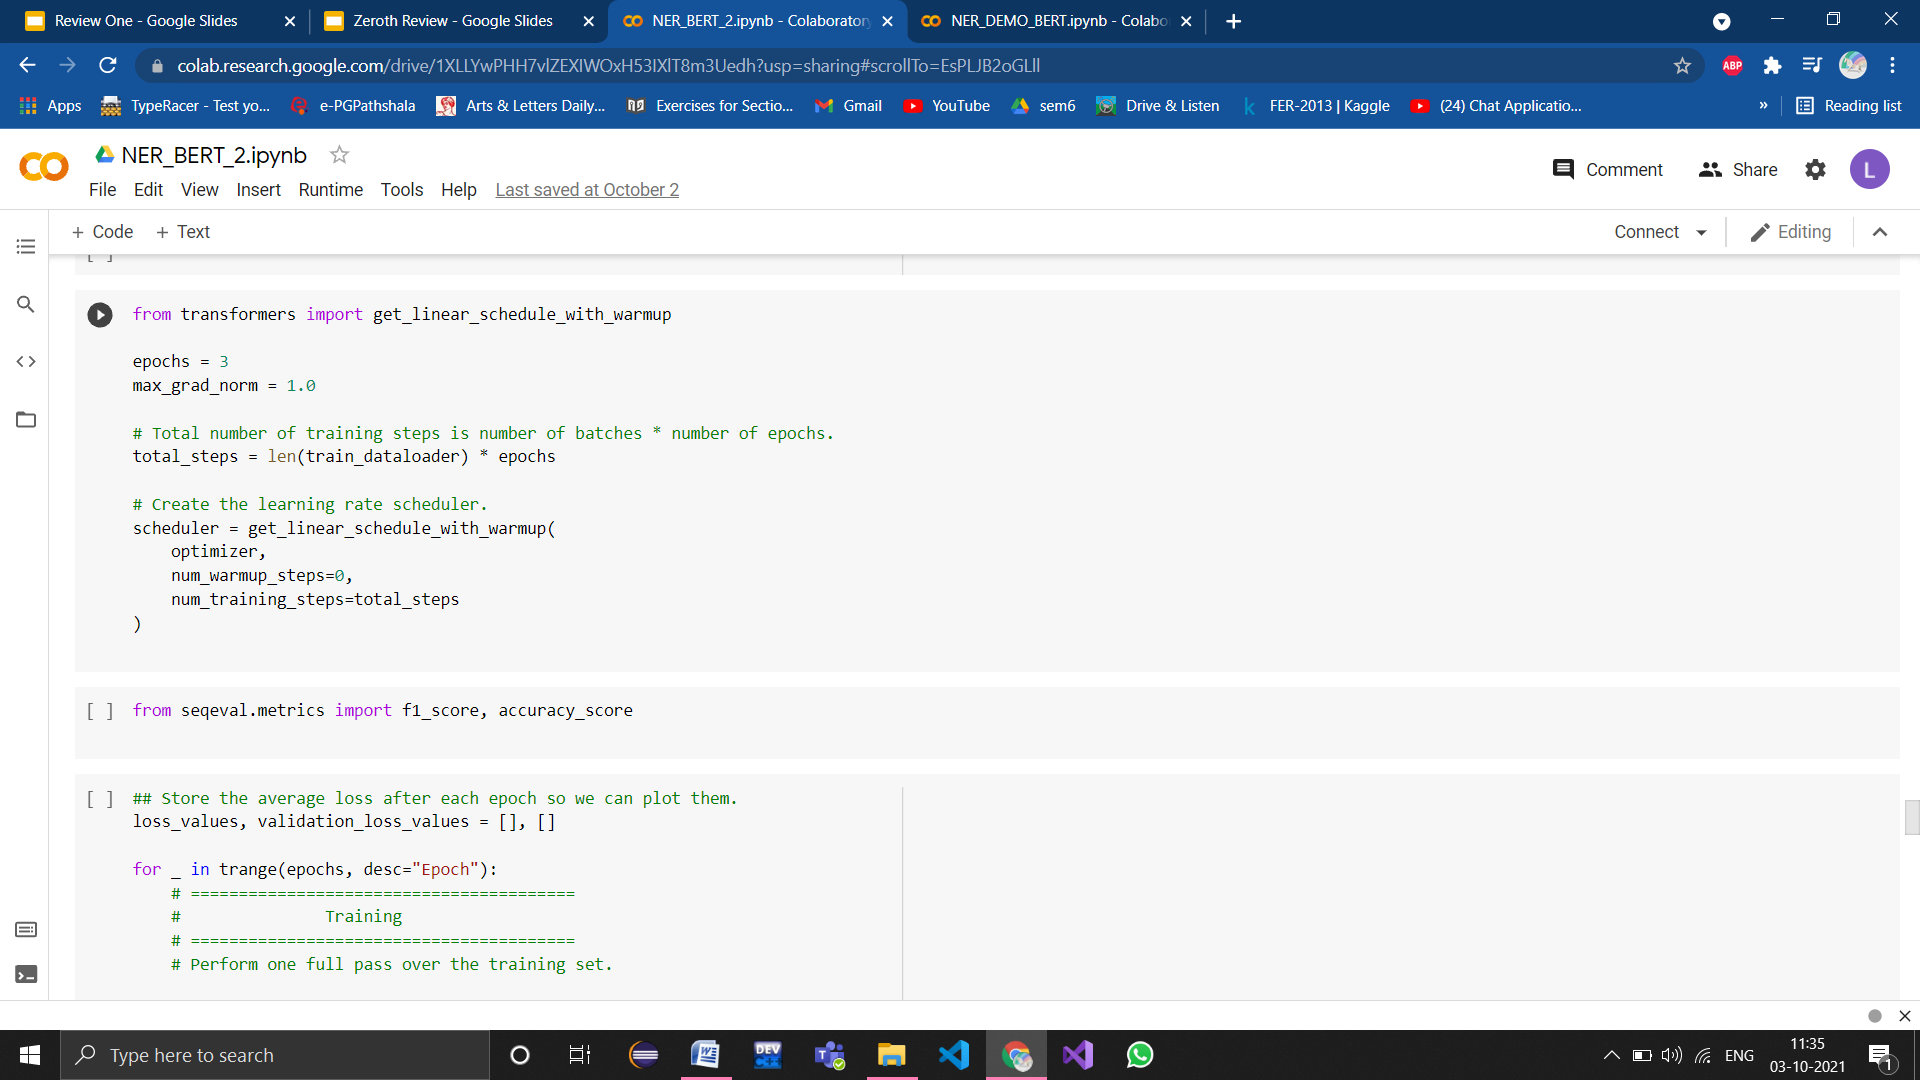 Review One - Google Slides
Zeroth Review - Google Slides
NER_BERT_2.ipynb - Colaboratory
NER_DEMO_BERT.ipynb - Colabo
colab.research.google.com/drive/1XLLYwPHH7vlZEXIWOxH53IXlT8m3Uedh?usp=sharing#scrollTo=EsPLJB2oGLll
ABP
Apps
TypeRacer - Test yo...
e-PGPathshala
Arts & Letters Daily...
Exercises for Sectio...
Gmail
YouTube
sem6
Drive & Listen
k
FER-2013 | Kaggle
(24) Chat Applicatio...
»
Reading list
NER_BERT_2.ipynb
Comment
Share
L
File Edit View Insert Runtime Tools Help Last saved at October 2
+ Code + Text
Connect
Editing
[ ]
from transformers import get_linear_schedule_with_warmup
epochs = 3
max_grad_norm = 1.0
# Total number of training steps is number of batches * number of epochs.
total_steps = len(train_dataloader) * epochs
# Create the learning rate scheduler.
scheduler = get_linear_schedule_with_warmup(
    optimizer,
    num_warmup_steps=0,
    num_training_steps=total_steps
)
[ ] from seqeval.metrics import f1_score, accuracy_score
[ ] ## Store the average loss after each epoch so we can plot them.
loss_values, validation_loss_values = [], []
for _ in trange(epochs, desc="Epoch"):
    # ========================================
    #               Training
    # ========================================
    # Perform one full pass over the training set.
Type here to search
DEV
ENG
11:35
03-10-2021
1